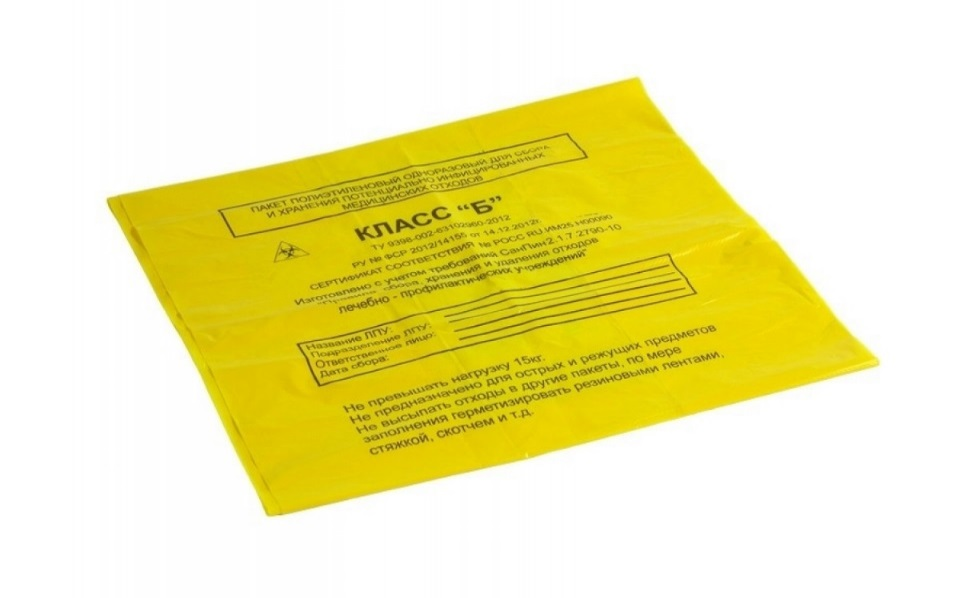 ПАКЕТ ПОЛИЭТИЛЕНОВЫЙ ОДНОРАЗОВЫЙ ДЛЯ СБОРА
И ХРАНЕНИЯ ПОТЕНЦИАЛЬНО ИНФИЦИРОВАННЫХ
МЕДИЦИНСКИХ ОТХОДОВ
КЛАСС “Б”
ТУ 9398-002-63102960-2012
РУ № ФСР 2012/14155 от 14.12.2012г.
СЕРТИФИКАТ СООТВЕТСТВИЯ № РОСС RU.ИМ25.Н00090
Изготовлено с учетом требований СанПин2.1.7. 2790-10
"Правила сбора, хранения и удаления отходов
лечебно - профилактических учреждений"
Название ЛПУ:
Подразделение ЛПУ:
Ответственное лицо:
Дата сбора:
Не превышать нагрузку 15кг.
Не предназначено для острых и режущих предметов
Не высыпать отходы в другие пакеты, по мере
заполнения герметизировать резиновыми лентами,
стяжкой, скотчем и т.д.